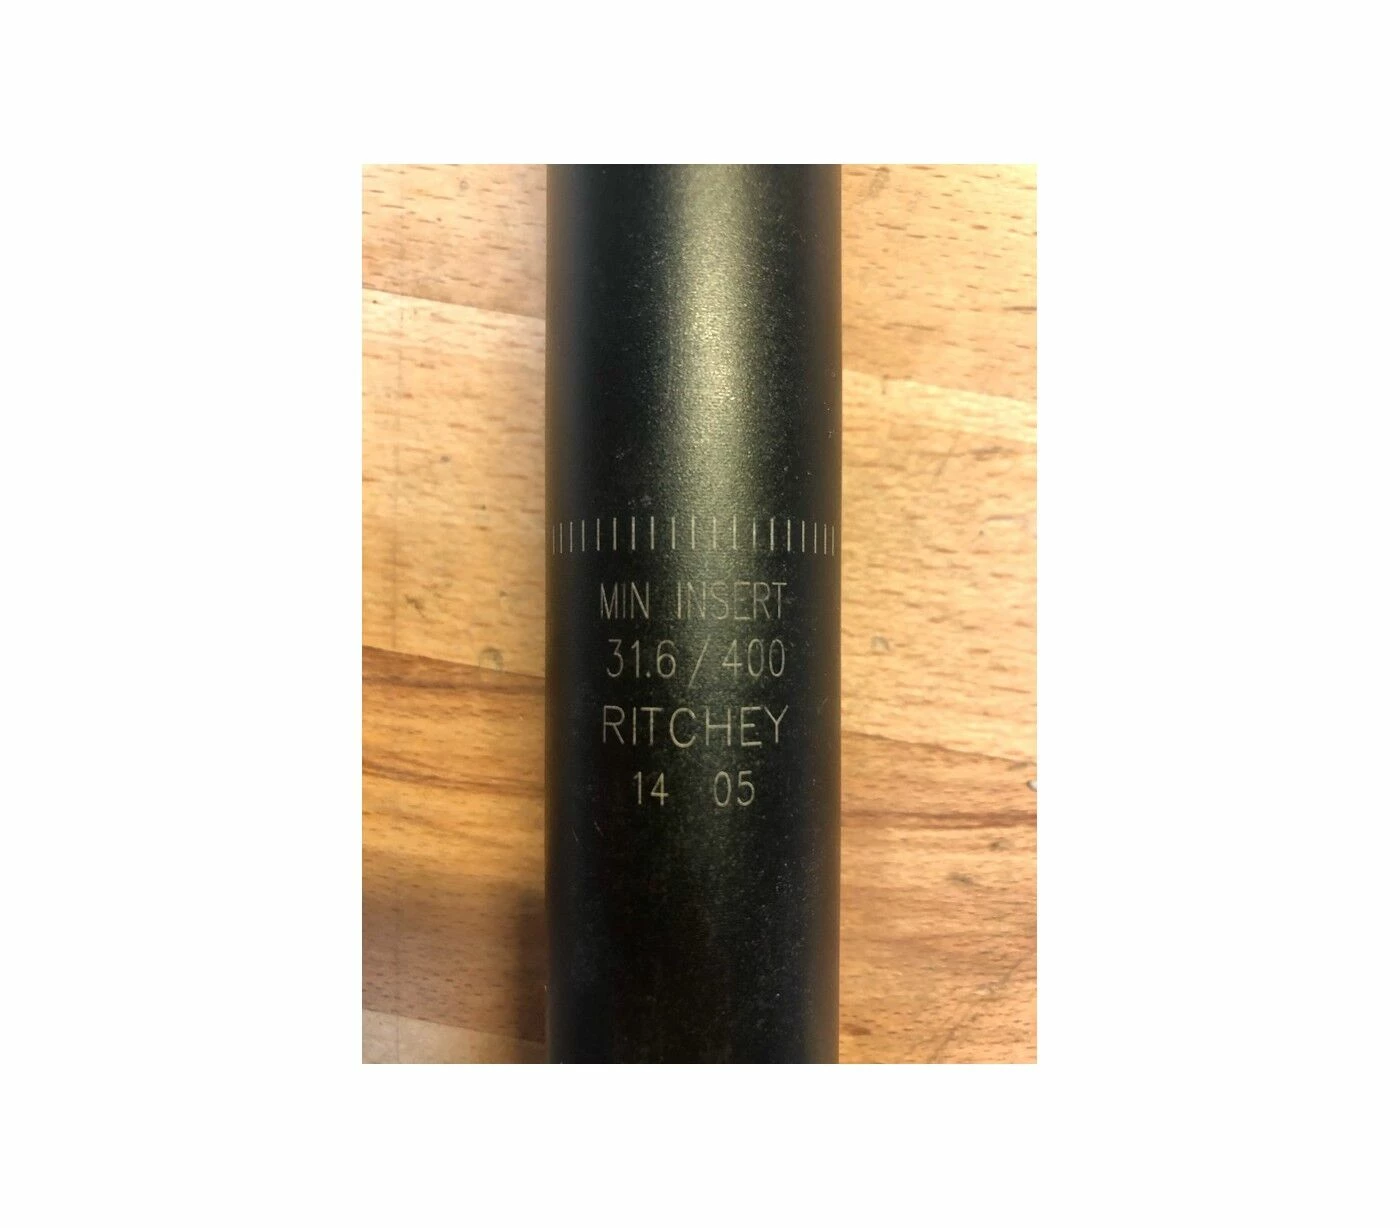 MIN INSERT
31.6 / 400
RITCHEY
14 05